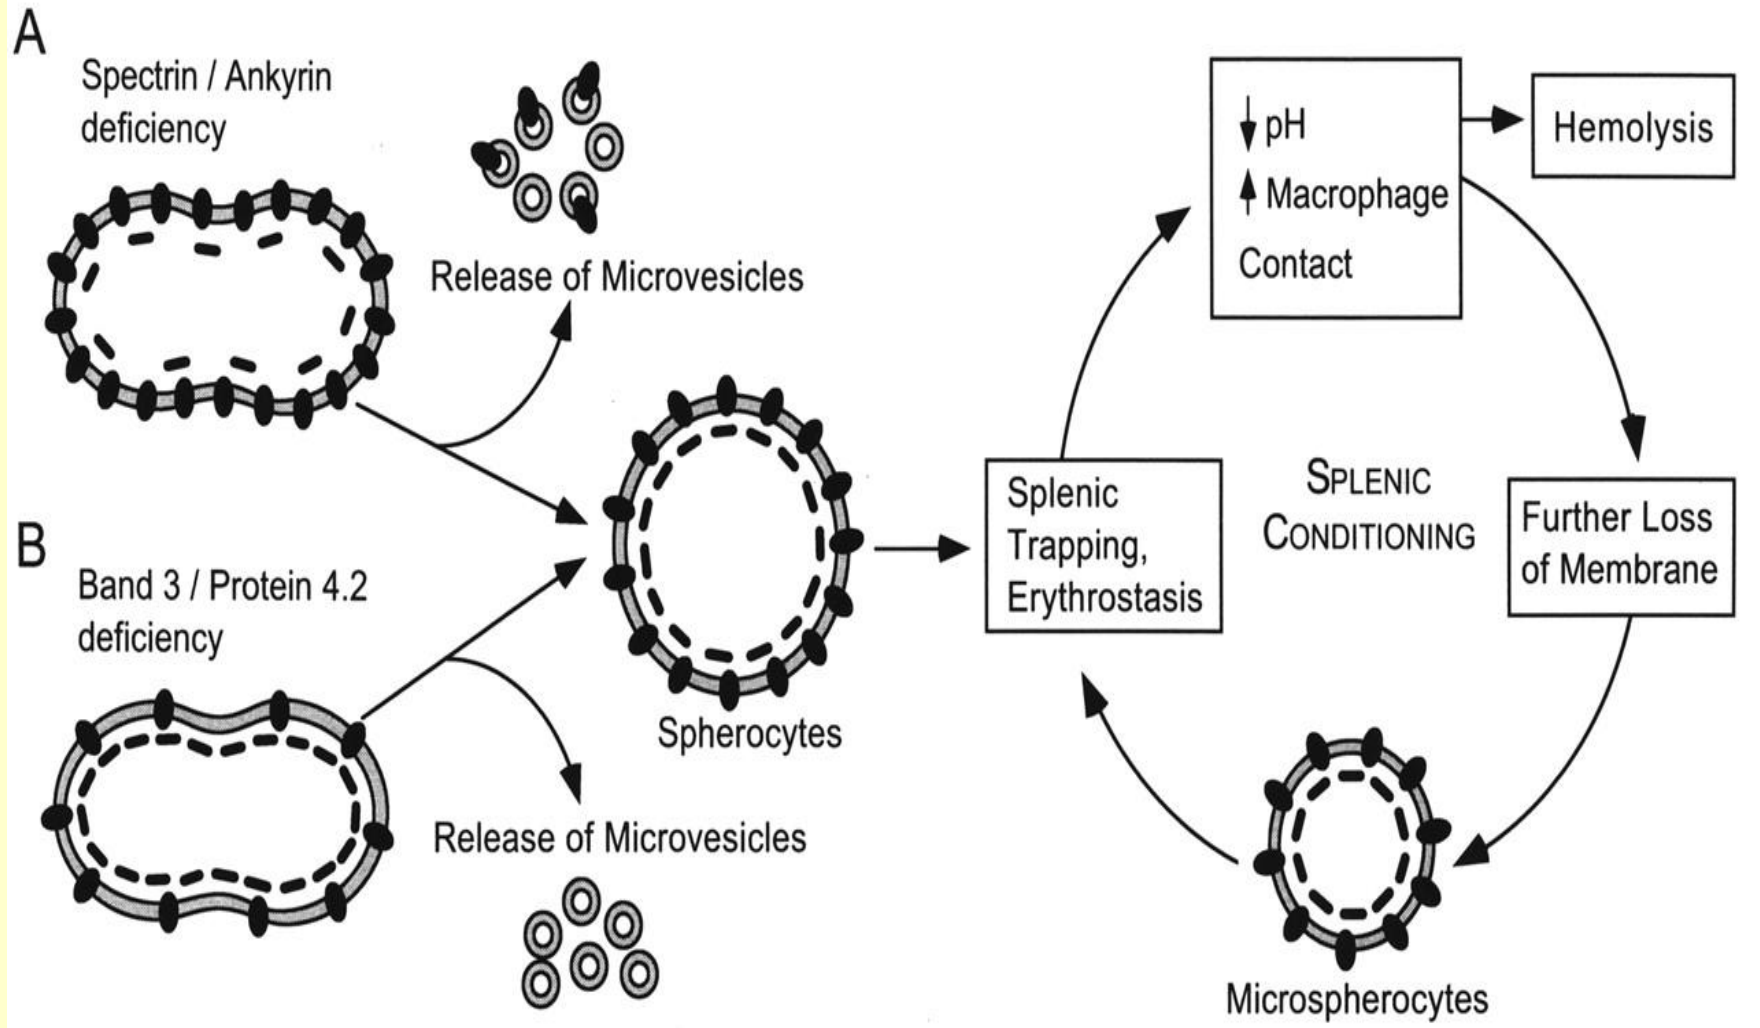 A
Spectrin / Ankyrin
deficiency
Release of Microvesicles
B
Band 3 / Protein 4.2
deficiency
Release of Microvesicles
Spherocytes
Splenic
Trapping,
Erythrostasis
↓ pH
↑ Macrophage
Contact
Hemolysis
SPLENIC
CONDITIONING
Further Loss
of Membrane
Microspherocytes